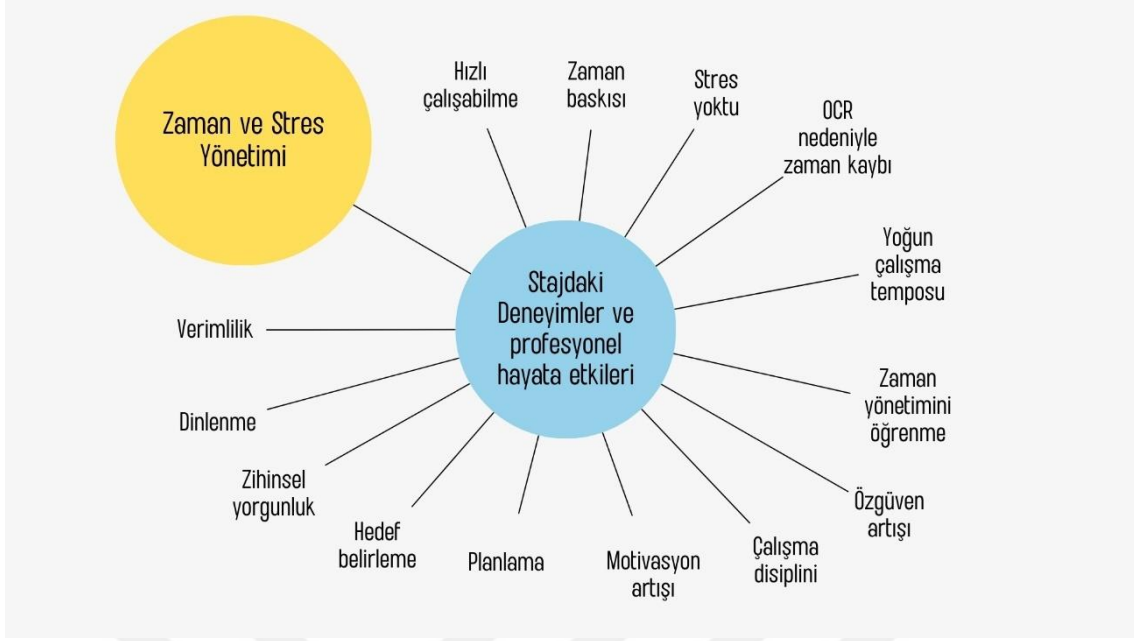 Zaman ve Stres
Yönetimi
Hızlı
çalışabilme
Zaman
baskısı
Stres
yoktu
OCR
nedeniyle
zaman kaybı
Yoğun
çalışma
temposu
Zaman
yönetimini
öğrenme
Özgüven
artışı
Çalışma
disiplini
Motivasyon
artışı
Planlama
Hedef
belirleme
Zihinsel
yorgunluk
Dinlenme
Verimlilik
Stajdaki
Deneyimler ve
profesyonel
hayata etkileri